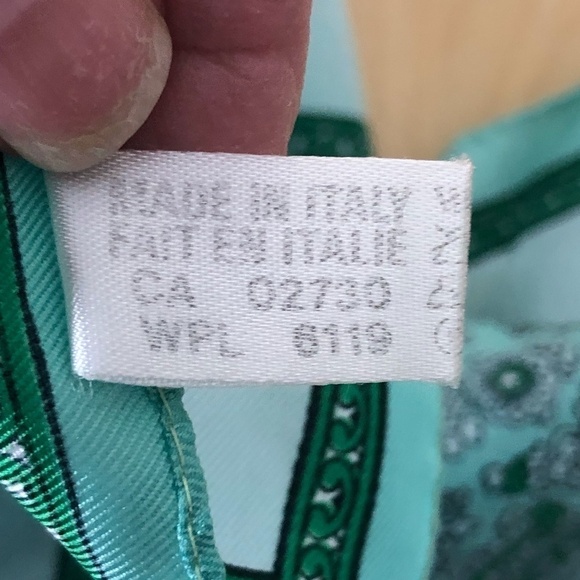 MADE IN ITALY
FAIT EN ITALIE
CA 02730
WPL 6119